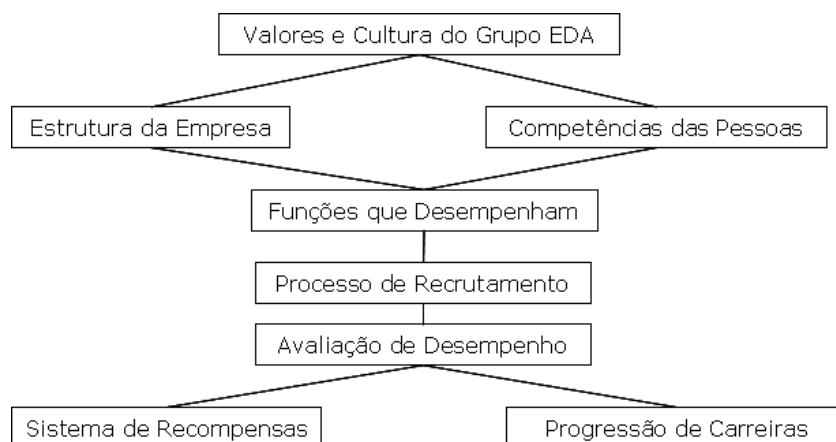 Valores e Cultura do Grupo EDA
Estrutura da Empresa
Competências das Pessoas
Funções que Desempenham
Processo de Recrutamento
Avaliação de Desempenho
Sistema de Recompensas
Progressão de Carreiras